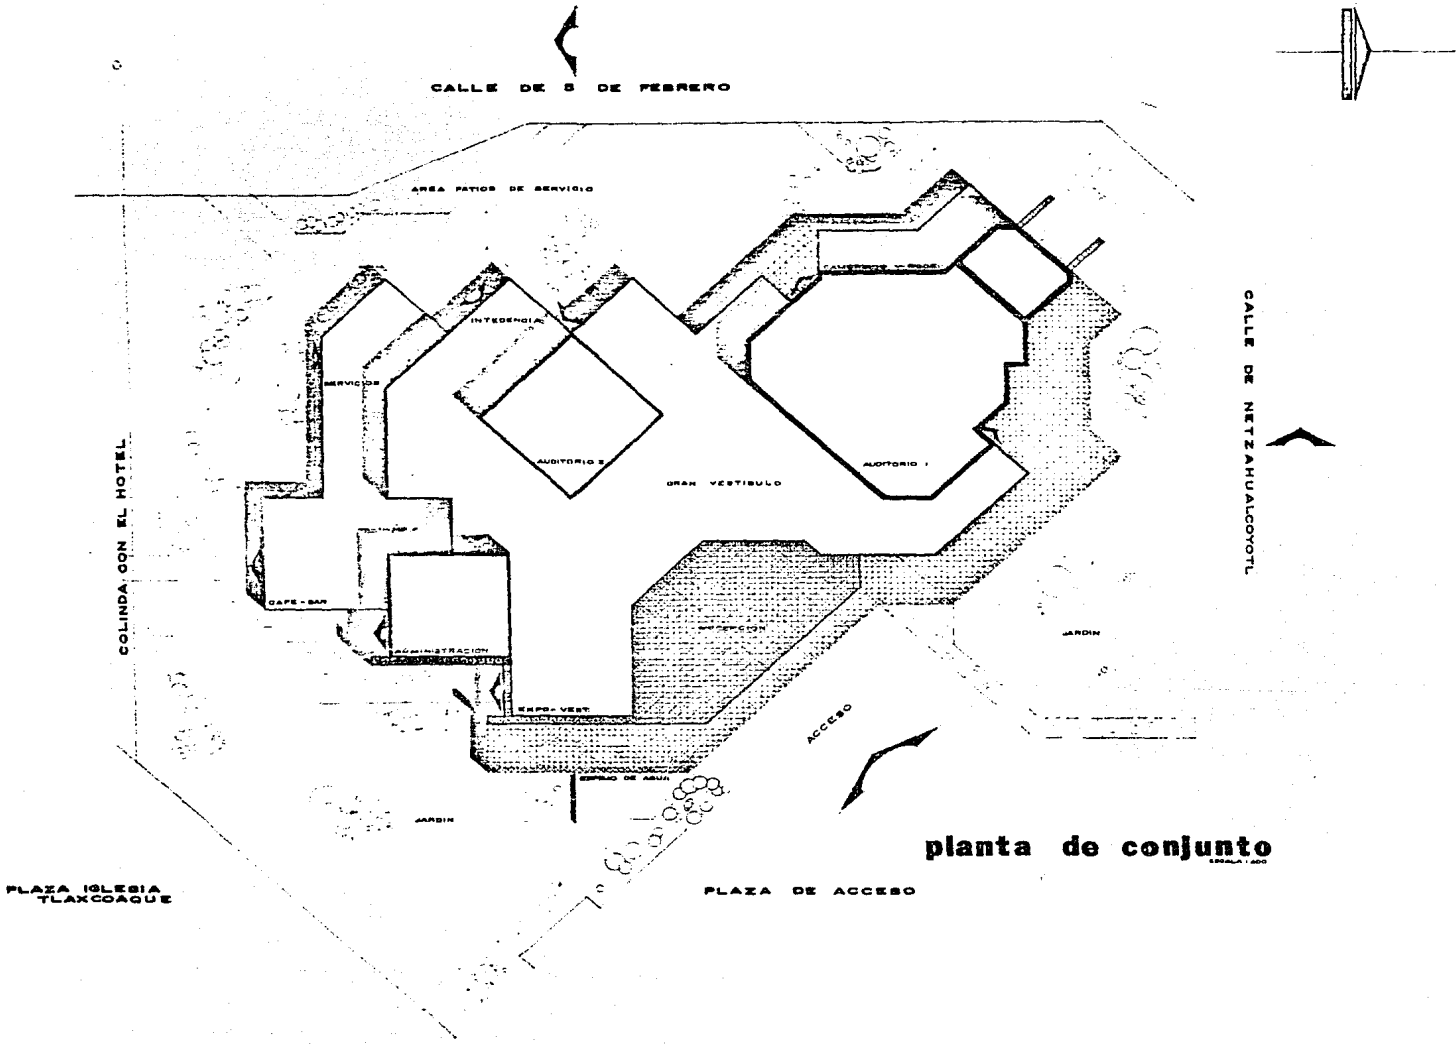 CALLE DE 5 DE FEBRERO
AREA PATIOS DE SERVICIO
INTEDENCIA
SERVICIOS
AUDITORIO 2
AUDITORIO 1
GRAN VESTIBULO
CALLE DE NETZAHUALCOYOTL
COLINDA CON EL HOTEL
CAFE-BAR
ADMINISTRACION
JARDIN
EXPO-VEST.
ACCESO
ESPEJO DE AGUA
JARDIN
planta de conjunto
PLAZA IGLESIA
TLAXCOAQUE
PLAZA DE ACCESO